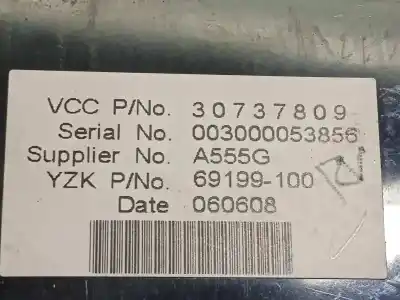 VCC P/No. 30737809
Serial No. 003000053856
Supplier No. A555G
YZK P/No. 69199-100
Date 060608